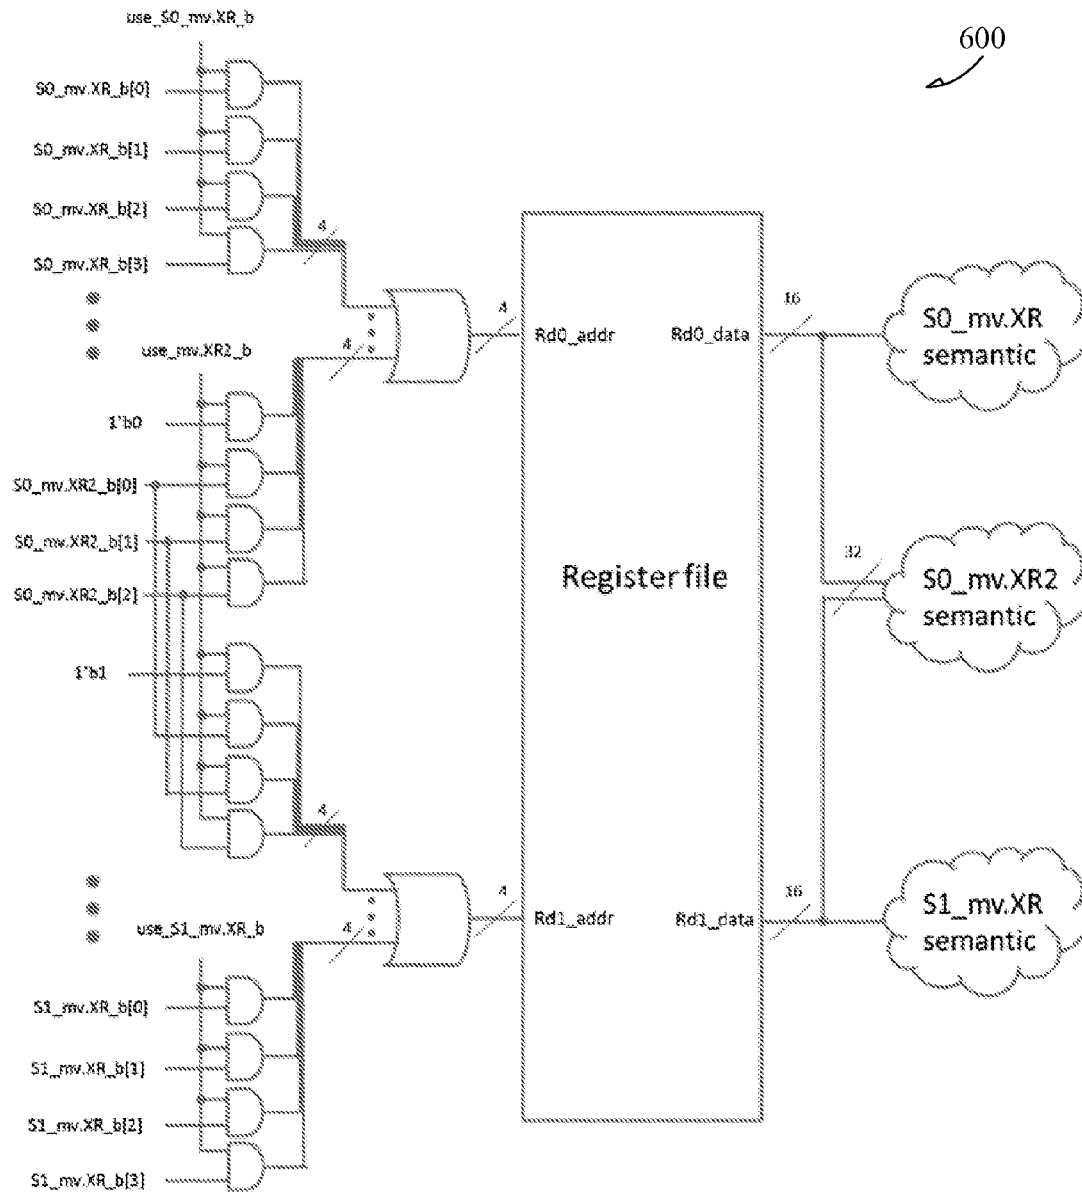 use_S0_mv.XR_b
600
S0_mv.XR_b[0]
S0_mv.XR_b[1]
S0_mv.XR_b[2]
4
S0_mv.XR_b[3]
4
16
S0_mv.XR
semantic
Rd0_addr
Rd0_data
4
use_mv.XR2_b
1'b0
S0_mv.XR2_b[0]
S0_mv.XR2_b[1]
32
S0_mv.XR2
semantic
Register file
S0_mv.XR2_b[2]
1'b1
4
4
16
S1_mv.XR
semantic
Rd1_addr
Rd1_data
use_S1_mv.XR_b
4
S1_mv.XR_b[0]
S1_mv.XR_b[1]
S1_mv.XR_b[2]
S1_mv.XR_b[3]